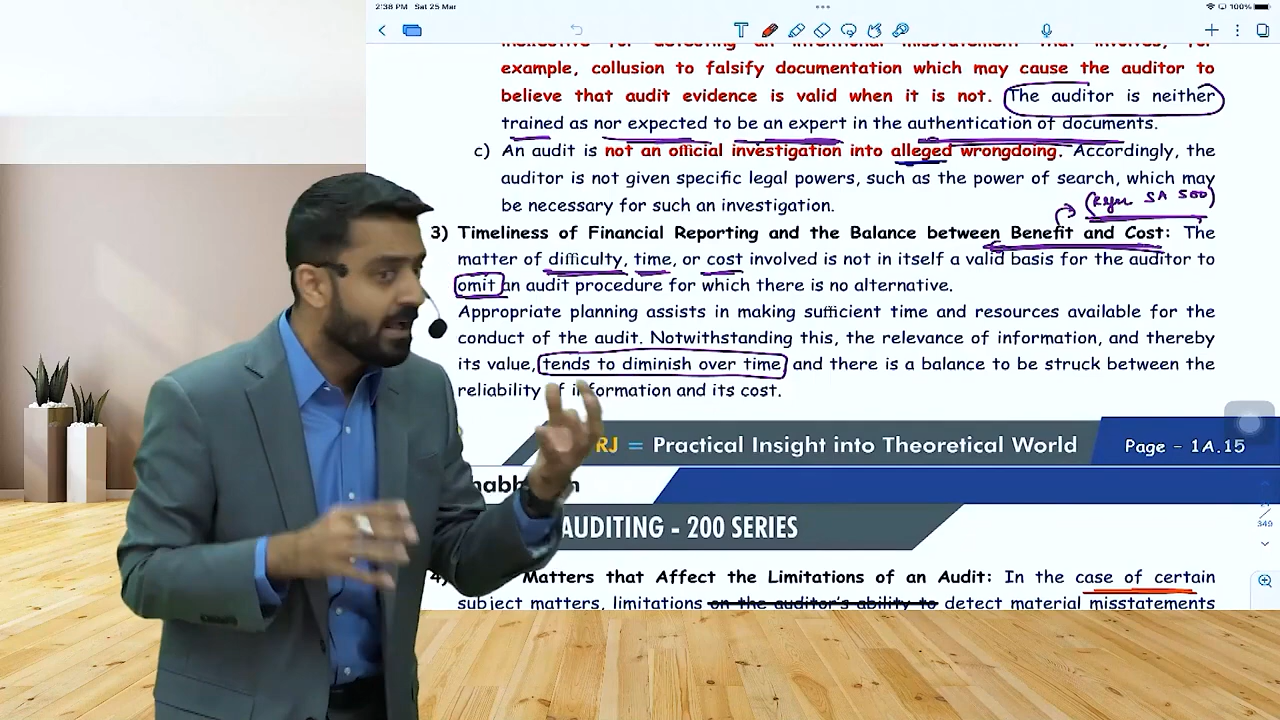 2:38 PM Sat 25 Mar
100%
T
example, collusion to falsify documentation which may cause the auditor to
believe that audit evidence is valid when it is not. The auditor is neither
trained as nor expected to be an expert in the authentication of documents.
c) An audit is not an official investigation into alleged wrongdoing. Accordingly, the
auditor is not given specific legal powers, such as the power of search, which may
be necessary for such an investigation.
(Refer SA 500)
3) Timeliness of Financial Reporting and the Balance between Benefit and Cost: The
matter of difficulty, time, or cost involved is not in itself a valid basis for the auditor to
omit an audit procedure for which there is no alternative.
Appropriate planning assists in making sufficient time and resources available for the
conduct of the audit. Notwithstanding this, the relevance of information, and thereby
its value, tends to diminish over time and there is a balance to be struck between the
reliability of information and its cost.
RJ = Practical Insight into Theoretical World
Page - 1A.15
AUDITING - 200 SERIES
349
Matters that Affect the Limitations of an Audit: In the case of certain
subject matters, limitations on the auditor's ability to detect material misstatements